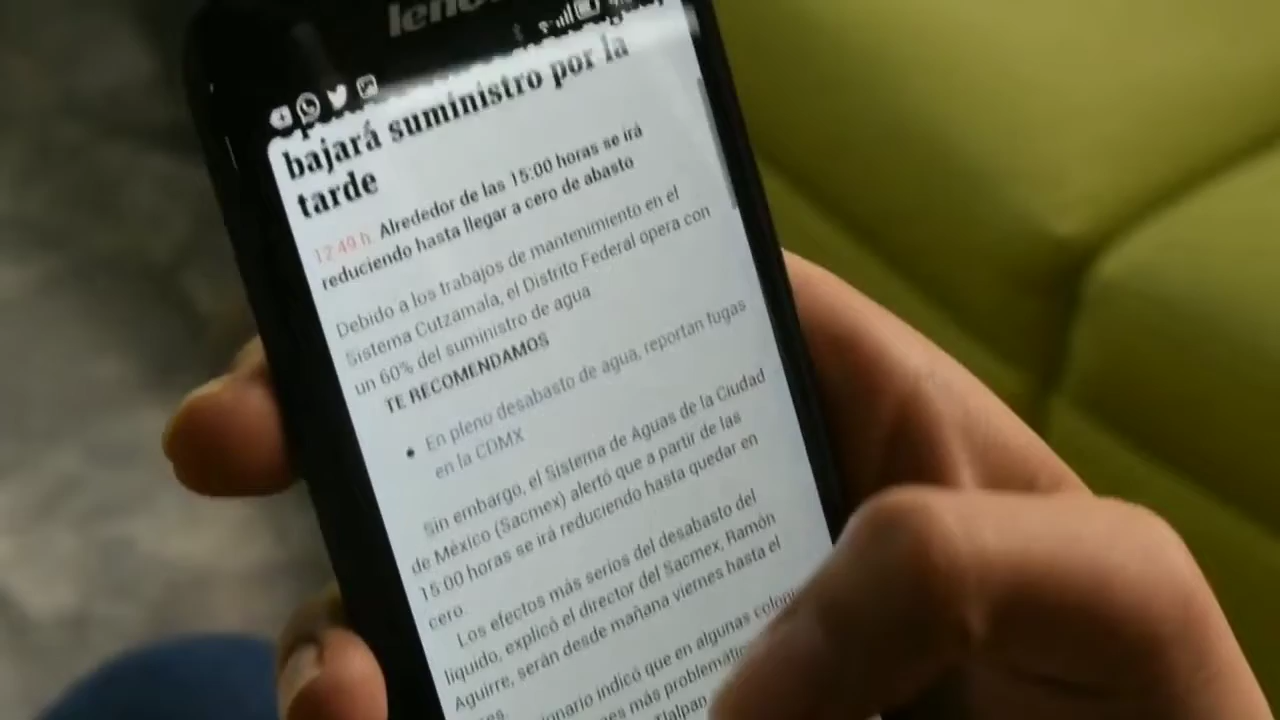 bajará suministro por la
tarde
12:49 h. Alrededor de las 15:00 horas se irá
reduciendo hasta llegar a cero de abasto
Debido a los trabajos de mantenimiento en el
Sistema Cutzamala, el Distrito Federal opera con
un 60% del suministro de agua
TE RECOMENDAMOS
• En pleno desabasto de agua, reportan fugas
en la CDMX
sin embargo, el Sistema de Aguas de la Ciudad
de México (Sacmex) alertó que a partir de las
15:00 horas se irá reduciendo hasta quedar en
cero.
Los efectos más serios del desabasto del
líquido, explicó el director del Sacmex, Ramón
Aguirre, serán desde mañana viernes hasta el
indicó que en algunas
más